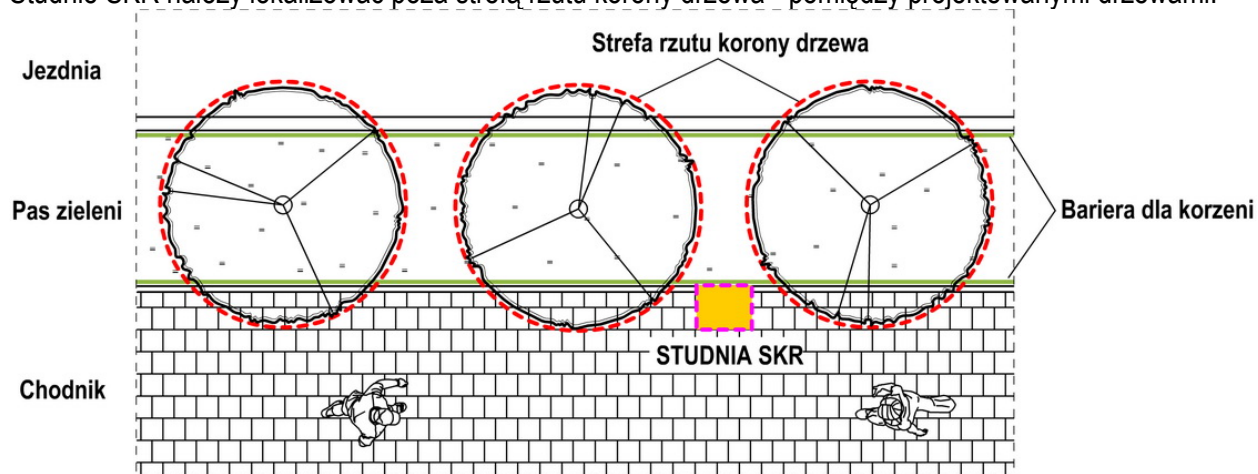 Studnie SKR należy lokalizować poza strefą rzutu korony drzewa - pomiędzy projektowanymi drzewami.
Strefa rzutu korony drzewa
Jezdnia
Pas zieleni
Bariera dla korzeni
STUDNIA SKR
Chodnik